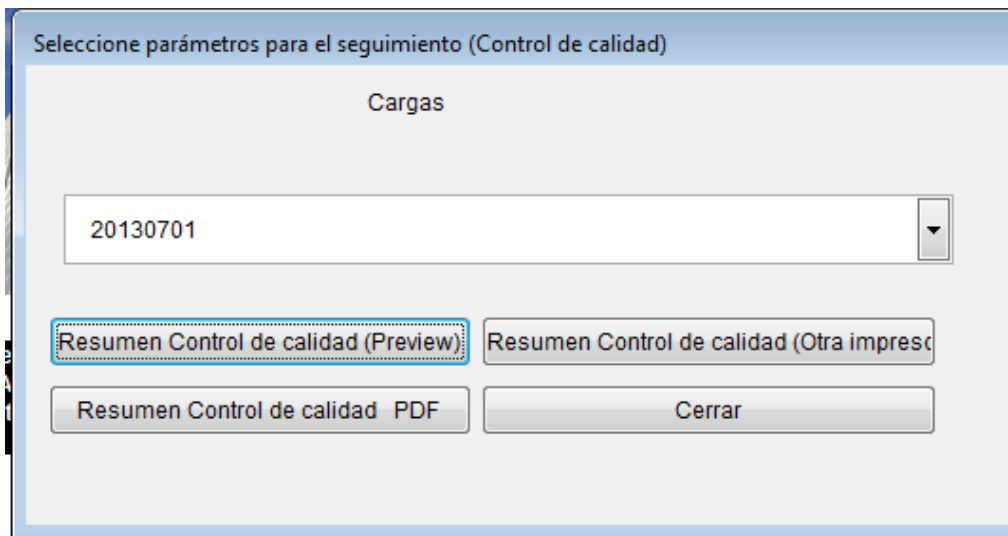 Seleccione parámetros para el seguimiento (Control de calidad)
Cargas
20130701
Resumen Control de calidad (Preview)
Resumen Control de calidad (Otra impreso
Resumen Control de calidad PDF
Cerrar